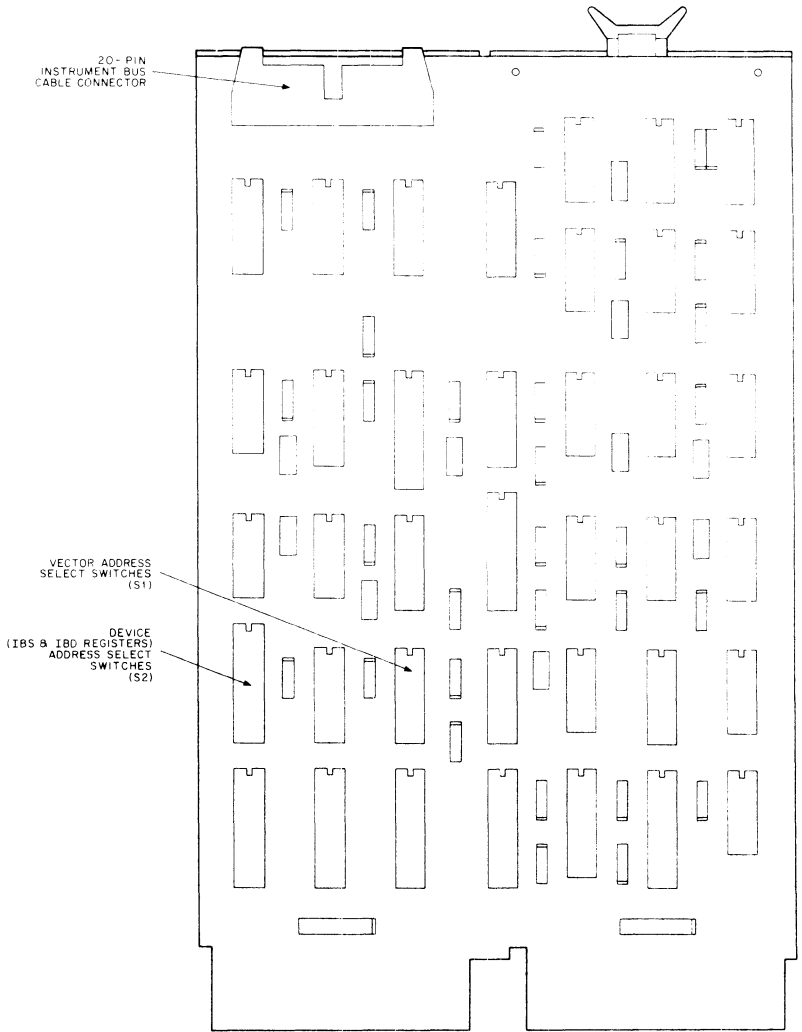 20-PIN
INSTRUMENT BUS
CABLE CONNECTOR
VECTOR ADDRESS
SELECT SWITCHES
(S1)
DEVICE
(IBS & IBD REGISTERS)
ADDRESS SELECT
SWITCHES
(S2)